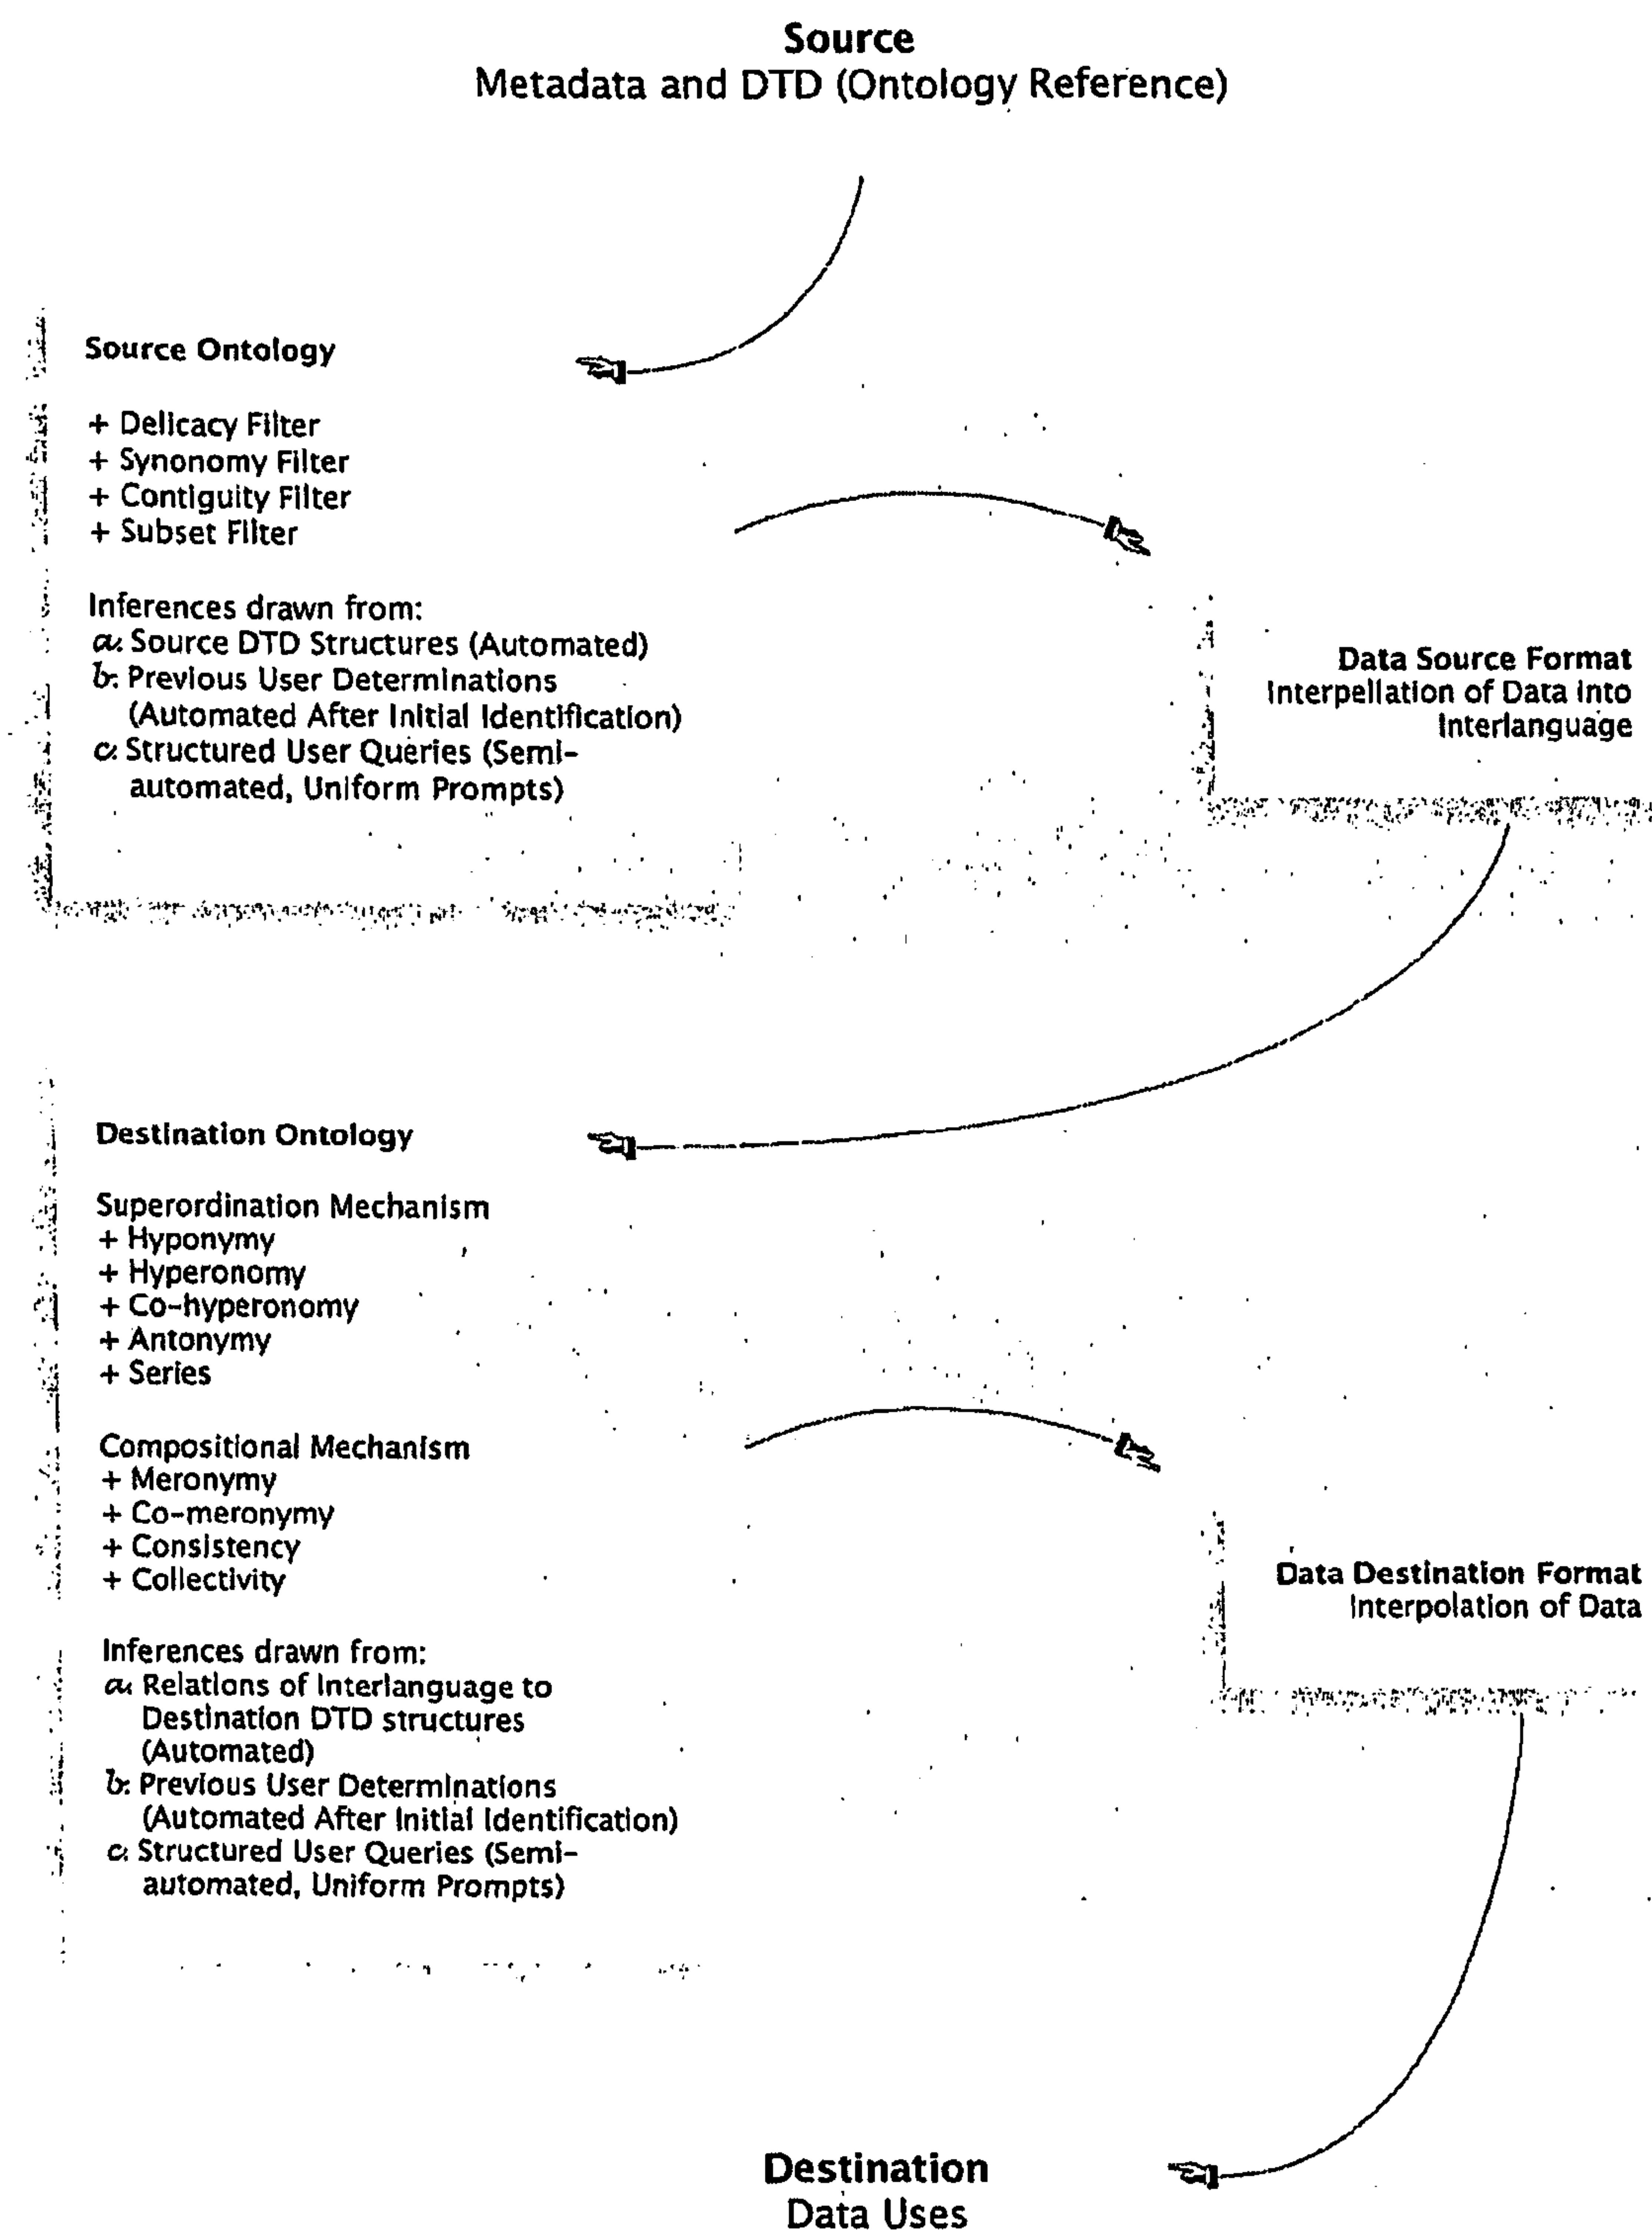 Source
Metadata and DTD (Ontology Reference)
Source Ontology
+ Delicacy Filter
+ Synonomy Filter
+ Contiguity Filter
+ Subset Filter
Inferences drawn from:
a: Source DTD Structures (Automated)
b: Previous User Determinations
(Automated After Initial Identification)
c: Structured User Queries (Semi-
automated, Uniform Prompts)
Data Source Format
Interpellation of Data into
Interlanguage
Destination Ontology
Superordination Mechanism
+ Hyponymy
+ Hyperonomy
+ Co-hyperonomy
+ Antonymy
+ Series
Compositional Mechanism
+ Meronymy
+ Co-meronymy
+ Consistency
+ Collectivity
Inferences drawn from:
a: Relations of Interlanguage to
Destination DTD structures
(Automated)
b: Previous User Determinations
(Automated After Initial Identification)
c: Structured User Queries (Semi-
automated, Uniform Prompts)
Data Destination Format
Interpolation of Data
Destination
Data Uses